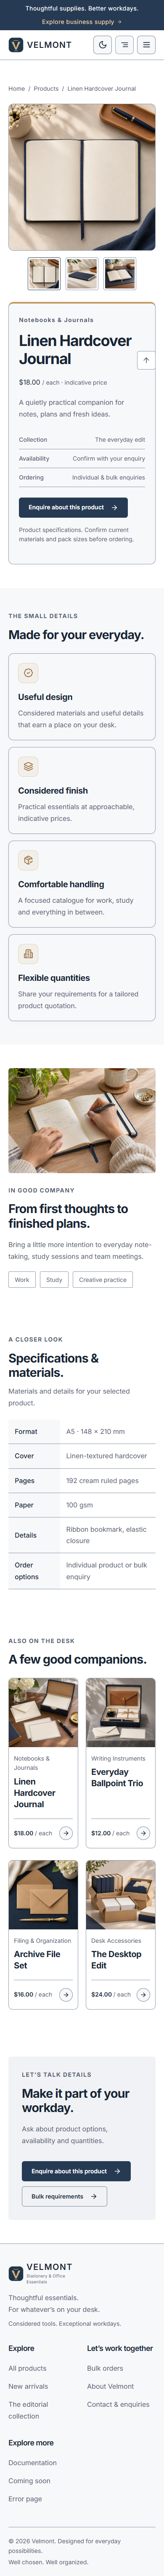 Thoughtful supplies. Better workdays.
Explore business supply →
VELMONT
Home / Products / Linen Hardcover Journal
Notebooks & Journals
Linen Hardcover
Journal
$18.00 / each · indicative price
A quietly practical companion for
notes, plans and fresh ideas.
Collection The everyday edit
Availability Confirm with your enquiry
Ordering Individual & bulk enquiries
Enquire about this product →
Product specifications. Confirm current
materials and pack sizes before ordering.
THE SMALL DETAILS
Made for your everyday.
Useful design
Considered materials and useful details
that earn a place on your desk.
Considered finish
Practical essentials at approachable,
indicative prices.
Comfortable handling
A focused catalogue for work, study
and everything in between.
Flexible quantities
Share your requirements for a tailored
product quotation.
IN GOOD COMPANY
From first thoughts to
finished plans.
Bring a little more intention to everyday note-
taking, study sessions and team meetings.
Work Study Creative practice
A CLOSER LOOK
Specifications &
materials.
Materials and details for your selected
product.
Format A5 · 148 × 210 mm
Cover Linen-textured hardcover
Pages 192 cream ruled pages
Paper 100 gsm
Details Ribbon bookmark, elastic
closure
Order
options Individual product or bulk
enquiry
ALSO ON THE DESK
A few good companions.
Notebooks &
Journals
Linen
Hardcover
Journal
$18.00 / each
Writing Instruments
Everyday
Ballpoint Trio
$12.00 / each
Filing & Organization
Archive File
Set
$16.00 / each
Desk Accessories
The Desktop
Edit
$24.00 / each
LET'S TALK DETAILS
Make it part of your
workday.
Ask about product options,
availability and quantities.
Enquire about this product →
Bulk requirements →
VELMONT
Stationery & Office
Essentials
Thoughtful essentials.
For whatever's on your desk.
Considered tools. Exceptional workdays.
Explore
All products
New arrivals
The editorial
collection
Let's work together
Bulk orders
About Velmont
Contact & enquiries
Explore more
Documentation
Coming soon
Error page
© 2026 Velmont. Designed for everyday
possibilities.
Well chosen. Well organized.